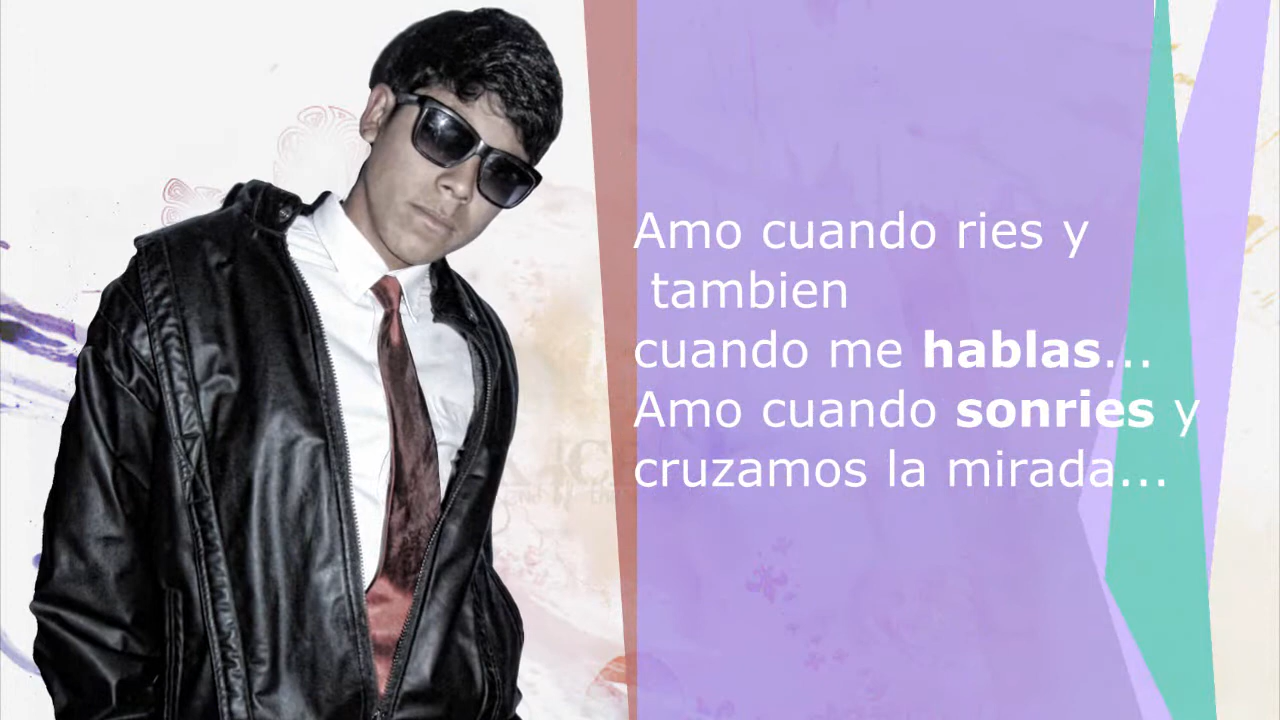 Amo cuando ries y
tambien
cuando me hablas...
Amo cuando sonries y
cruzamos la mirada...